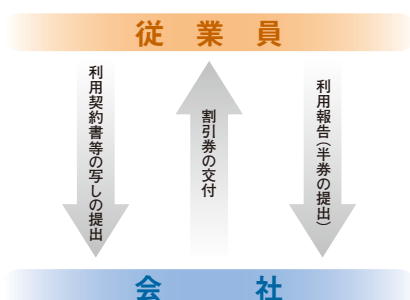 従業員
利用契約書等の写しの提出
割引券の交付
利用報告（半券の提出）
会社